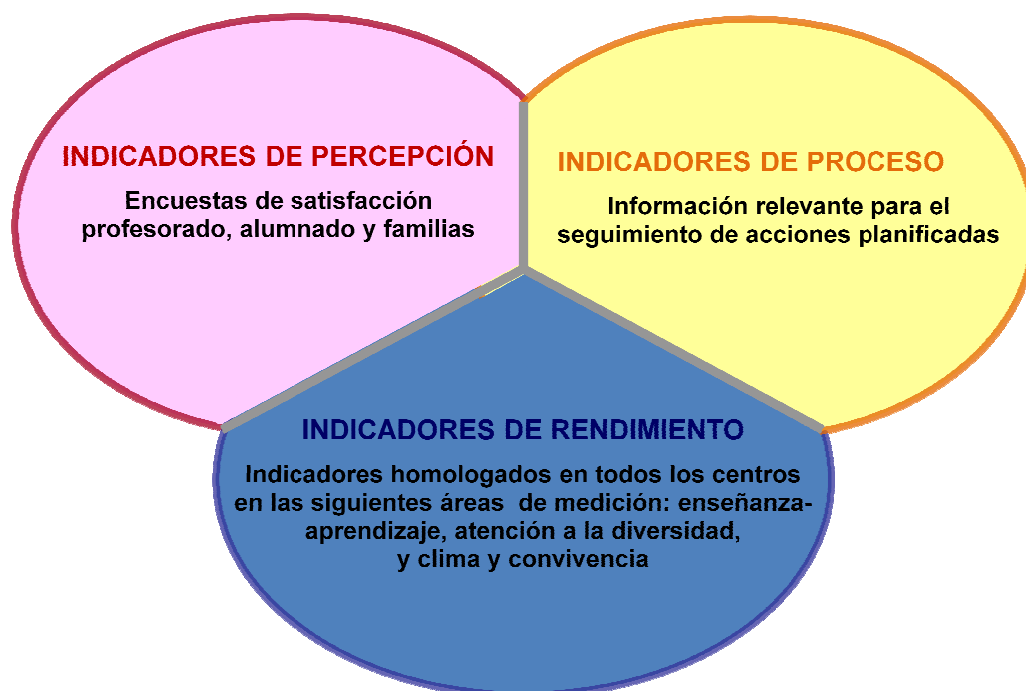 INDICADORES DE PERCEPCIÓN
Encuestas de satisfacción
profesorado, alumnado y familias
INDICADORES DE PROCESO
Información relevante para el
seguimiento de acciones planificadas
INDICADORES DE RENDIMIENTO
Indicadores homologados en todos los centros
en las siguientes áreas de medición: enseñanza-
aprendizaje, atención a la diversidad,
y clima y convivencia